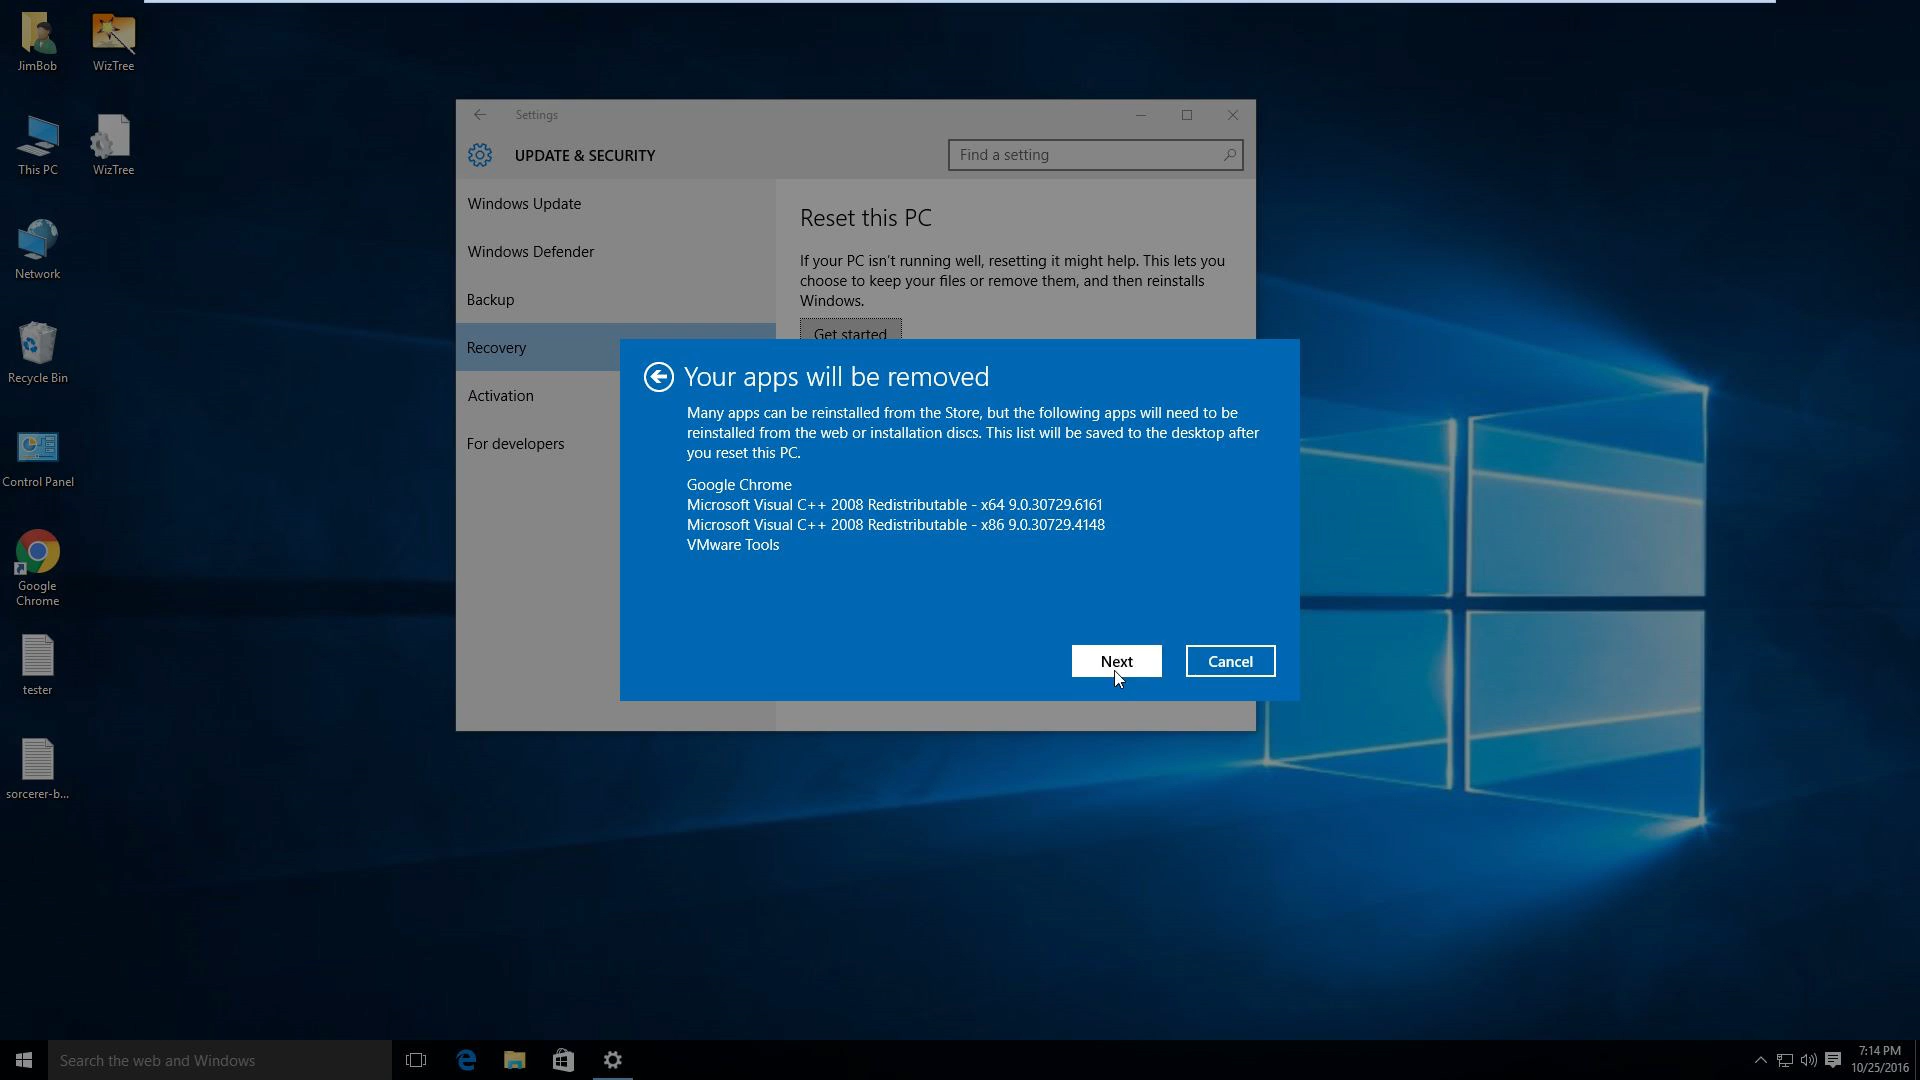 JimBob
WizTree
This PC
WizTree
Network
Recycle Bin
Control Panel
Google
Chrome
tester
sorcerer-b...
Settings
UPDATE & SECURITY
Find a setting
Windows Update
Windows Defender
Backup
Recovery
Activation
For developers
Reset this PC
If your PC isn't running well, resetting it might help. This lets you
choose to keep your files or remove them, and then reinstalls
Windows.
Get started
Your apps will be removed
Many apps can be reinstalled from the Store, but the following apps will need to be
reinstalled from the web or installation discs. This list will be saved to the desktop after
you reset this PC.
Google Chrome
Microsoft Visual C++ 2008 Redistributable - x64 9.0.30729.6161
Microsoft Visual C++ 2008 Redistributable - x86 9.0.30729.4148
VMware Tools
Next
Cancel
Search the web and Windows
7:14 PM
10/25/2016